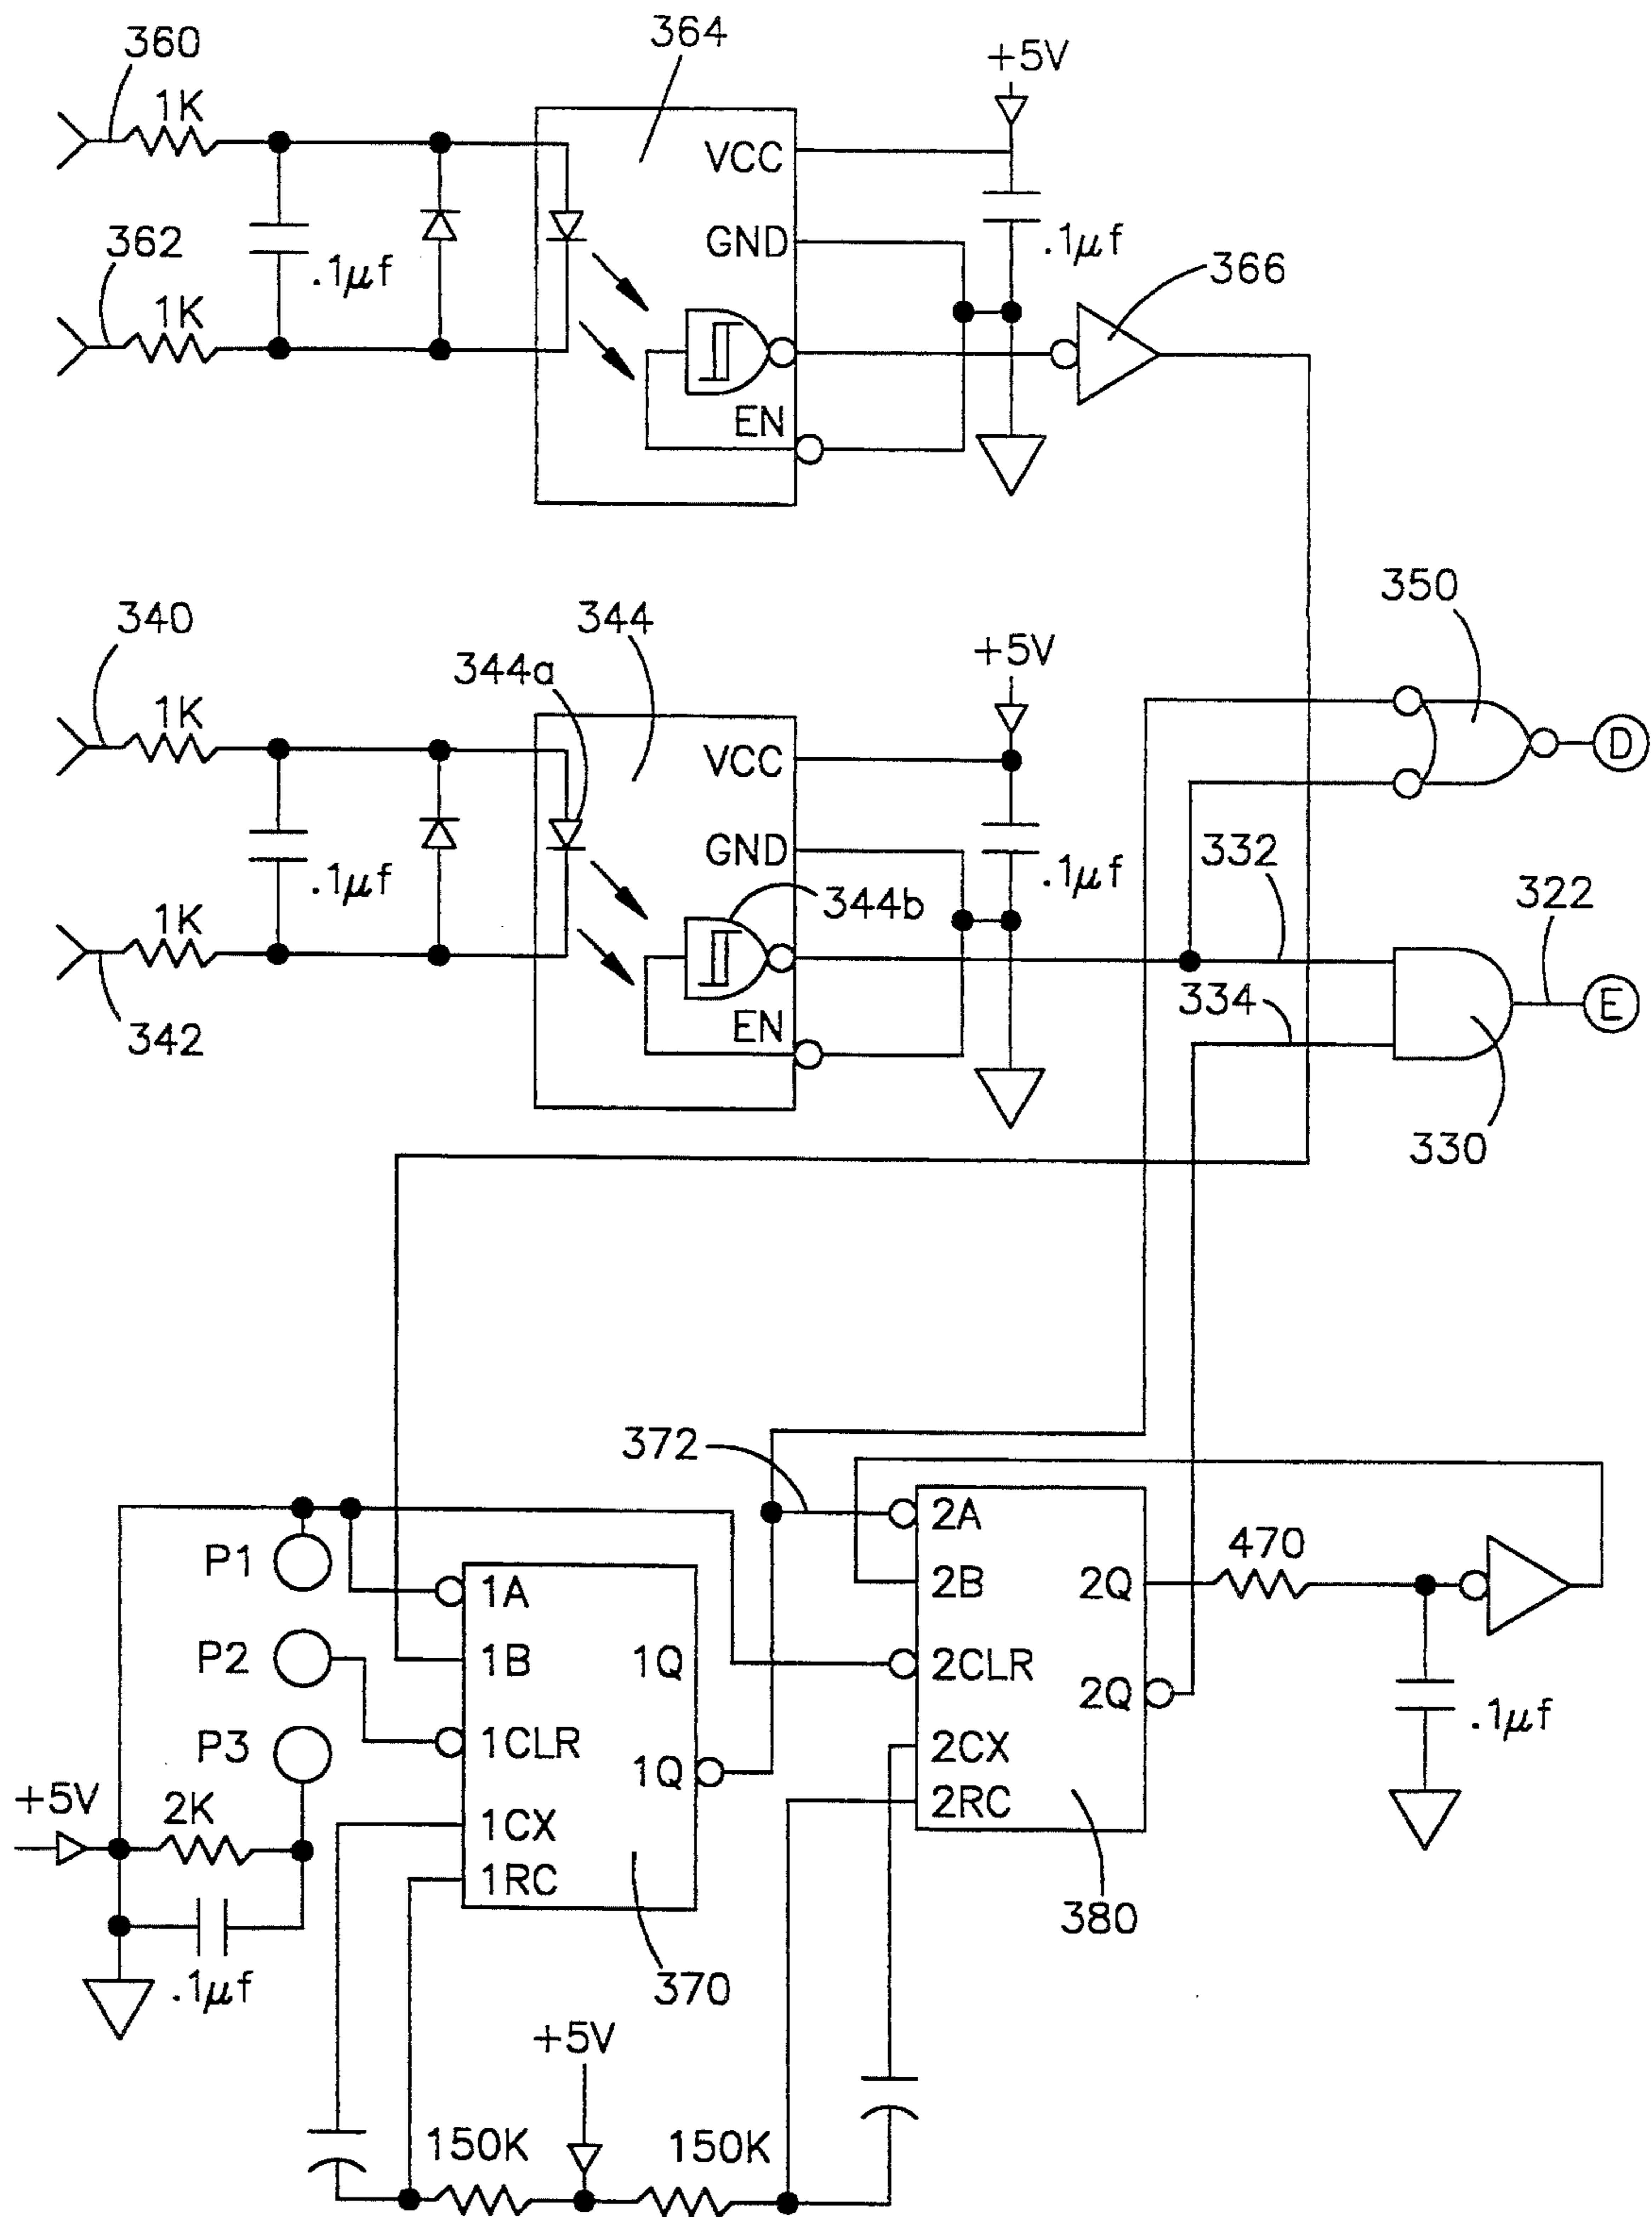 360
364
+5V
1K
VCC
362
GND
.1μf
.1μf
366
1K
EN
350
340
344
+5V
344a
1K
D
VCC
GND
332
.1μf
.1μf
322
344b
1K
334
E
EN
342
330
372
2A
470
P1
1A
2B
2Q
P2
1B
1Q
2CLR
2Q
P3
1CLR
.1μf
1Q
2CX
+5V
2K
2RC
1CX
1RC
380
.1μf
370
+5V
150K
150K